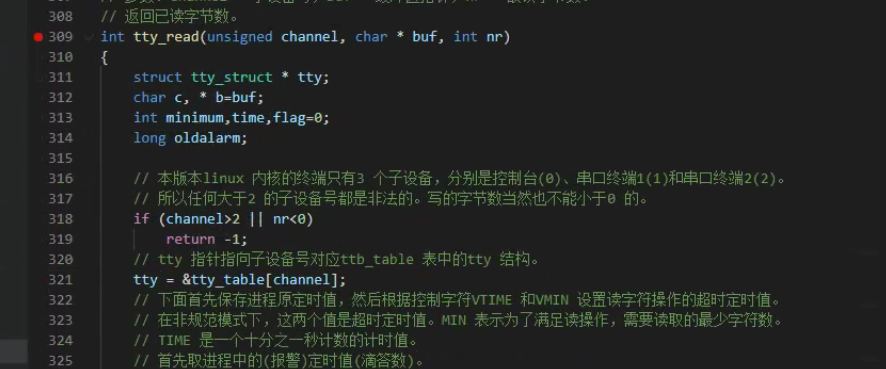 308 // 返回已读字节数。
309 int tty_read(unsigned channel, char * buf, int nr)
310 {
311 struct tty_struct * tty;
312 char c, * b=buf;
313 int minimum,time,flag=0;
314 long oldalarm;
315
316 // 本版本linux 内核的终端只有3 个子设备，分别是控制台(0)、串口终端1(1)和串口终端2(2)。
317 // 所以任何大于2 的子设备号都是非法的。写的字节数当然也不能小于0 的。
318 if (channel>2 || nr<0)
319 return -1;
320 // tty 指针指向子设备号对应ttb_table 表中的tty 结构。
321 tty = &tty_table[channel];
322 // 下面首先保存进程原定时值，然后根据控制字符VTIME 和VMIN 设置读字符操作的超时定时值。
323 // 在非规范模式下，这两个值是超时定时值。MIN 表示为了满足读操作，需要读取的最少字符数。
324 // TIME 是一个十分之一秒计数的计时值。
325 // 首先取进程中的(报警)定时值(滴答数)。